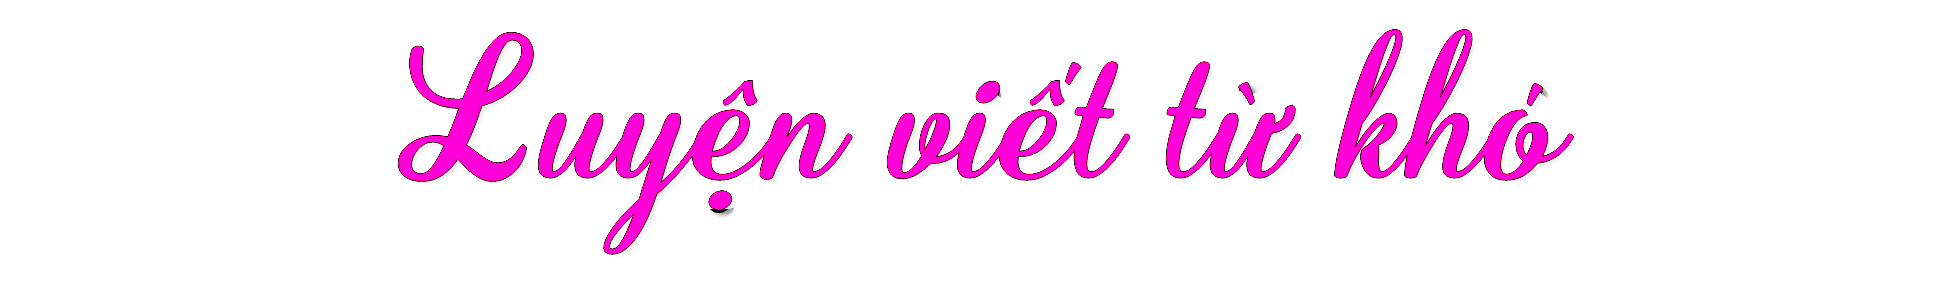 Luyện viết từ khó